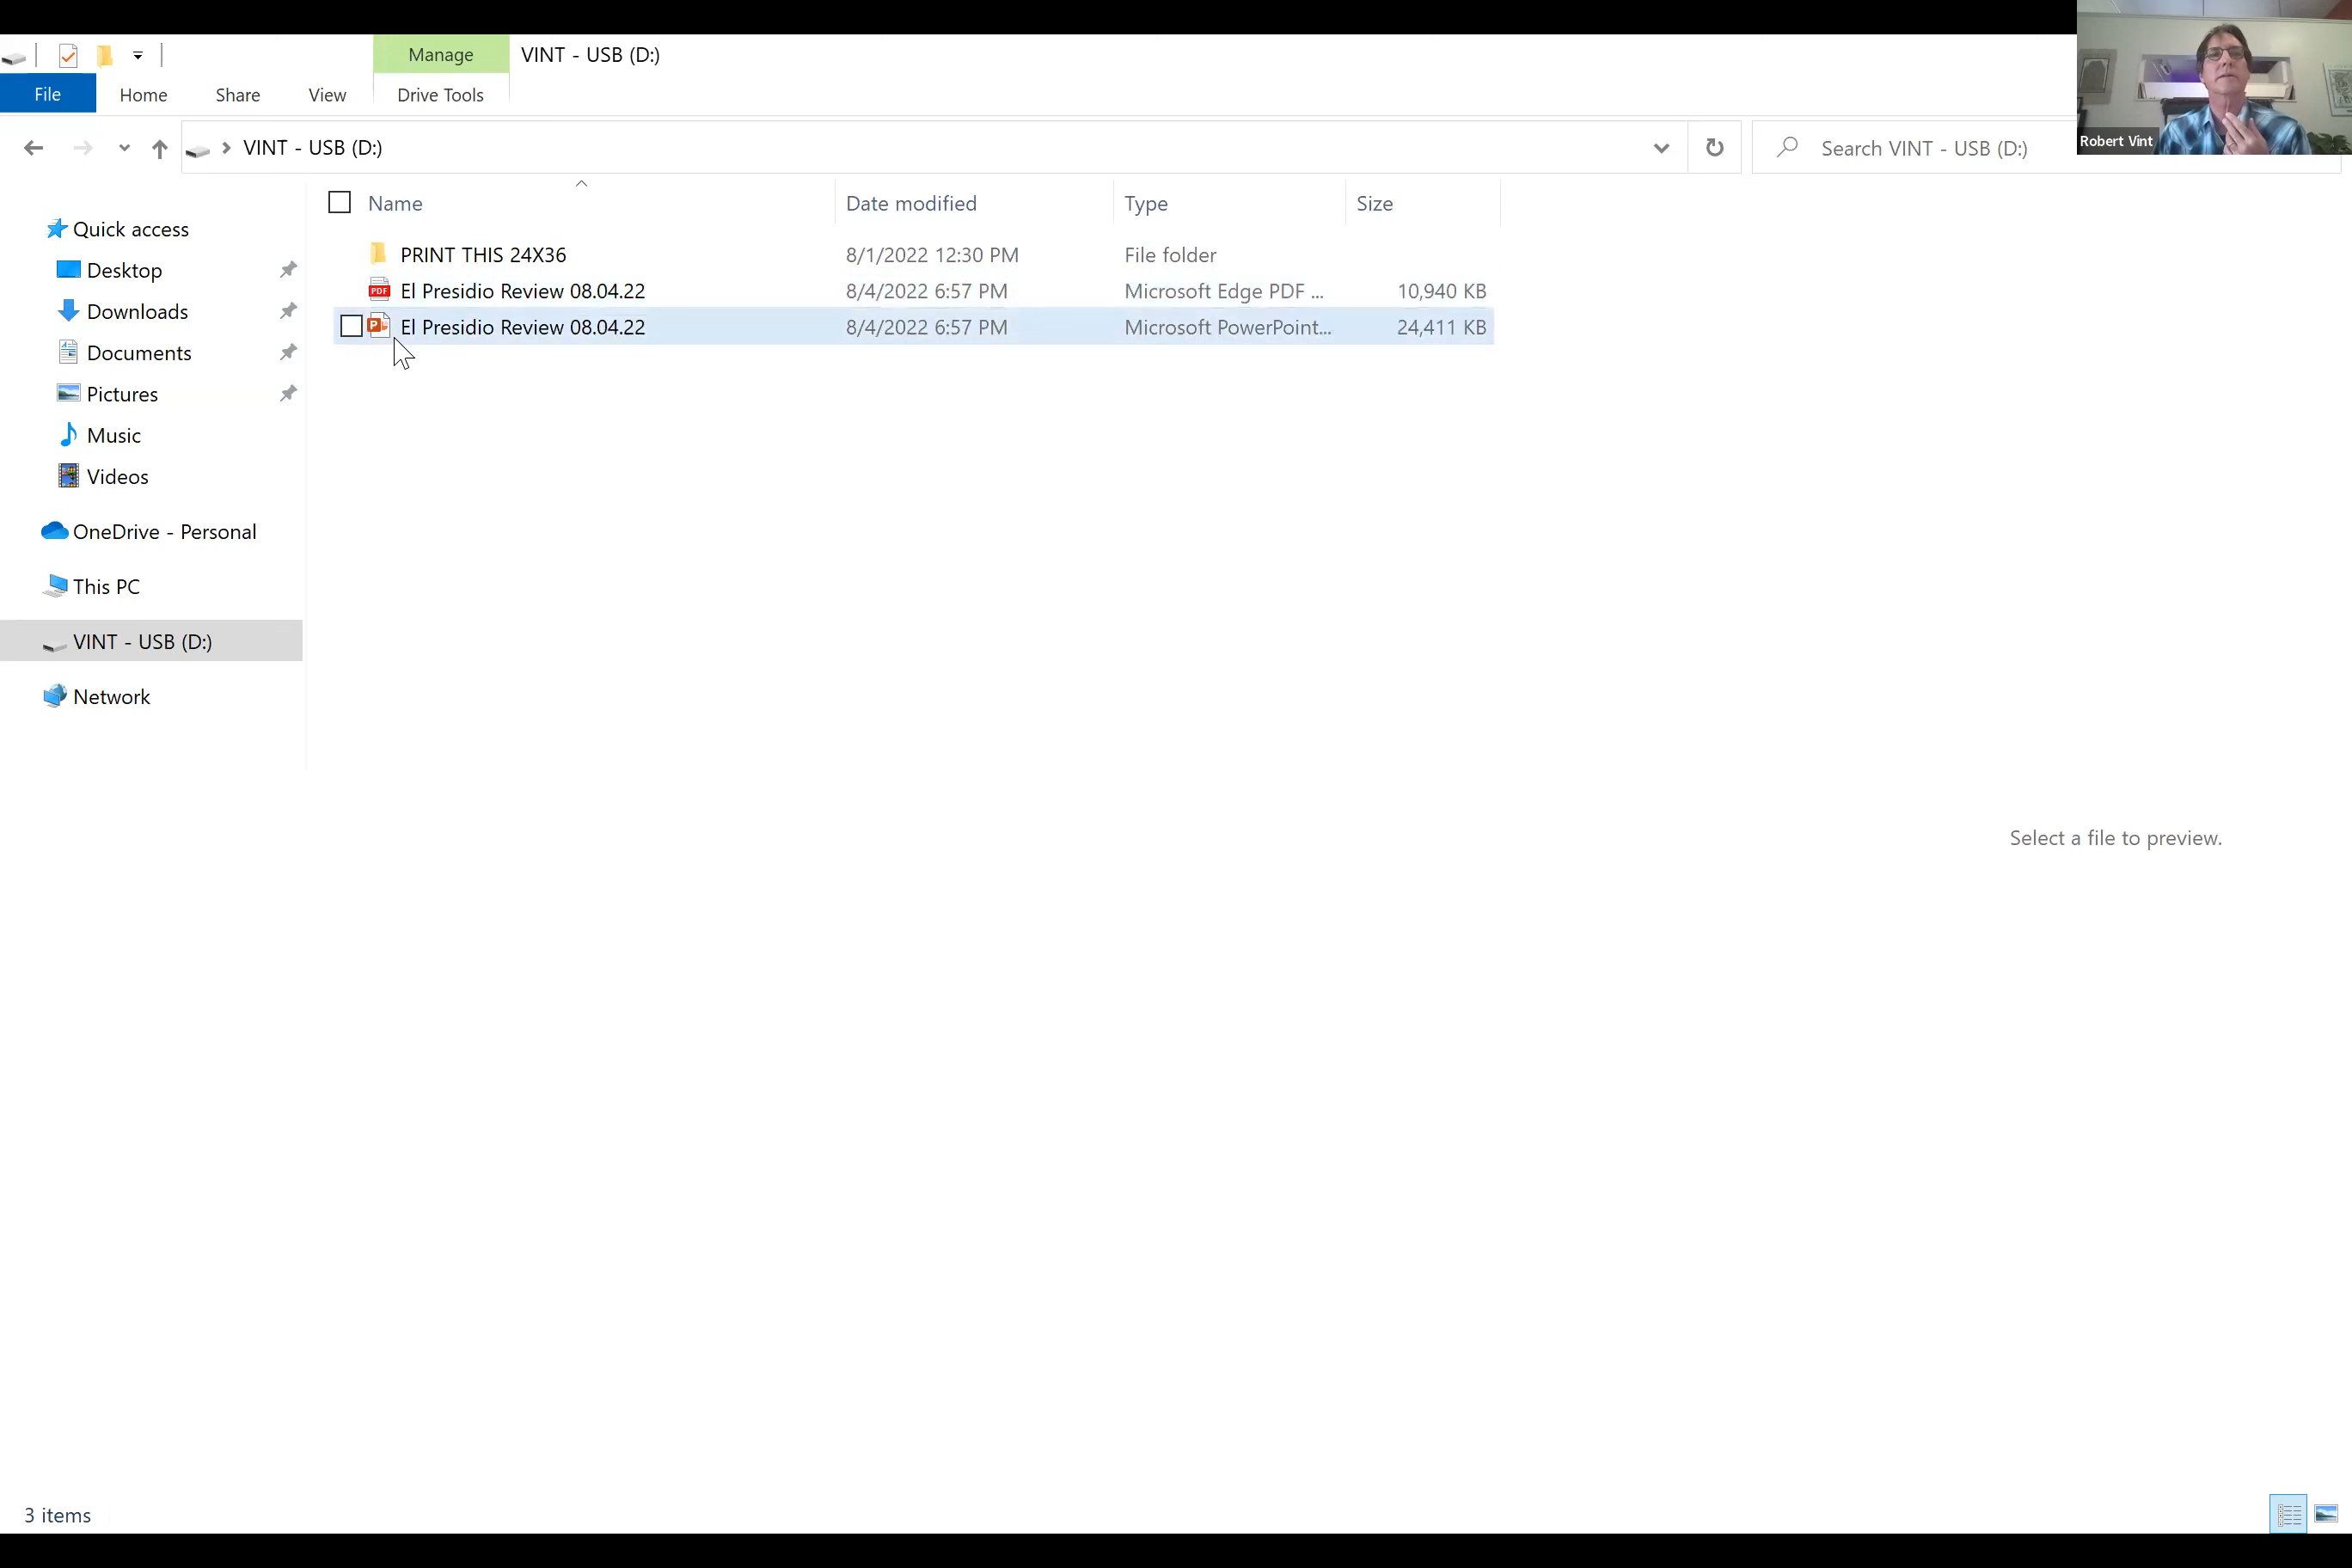 Manage VINT - USB (D:)
File Home Share View Drive Tools
VINT - USB (D:) Search VINT - USB (D:)
Robert Vint
Name Date modified Type Size
Quick access
Desktop
Downloads
Documents
Pictures
Music
Videos
OneDrive - Personal
This PC
VINT - USB (D:)
Network
PRINT THIS 24X36 8/1/2022 12:30 PM File folder
PDF El Presidio Review 08.04.22 8/4/2022 6:57 PM Microsoft Edge PDF ... 10,940 KB
P El Presidio Review 08.04.22 8/4/2022 6:57 PM Microsoft PowerPoint... 24,411 KB
Select a file to preview.
3 items